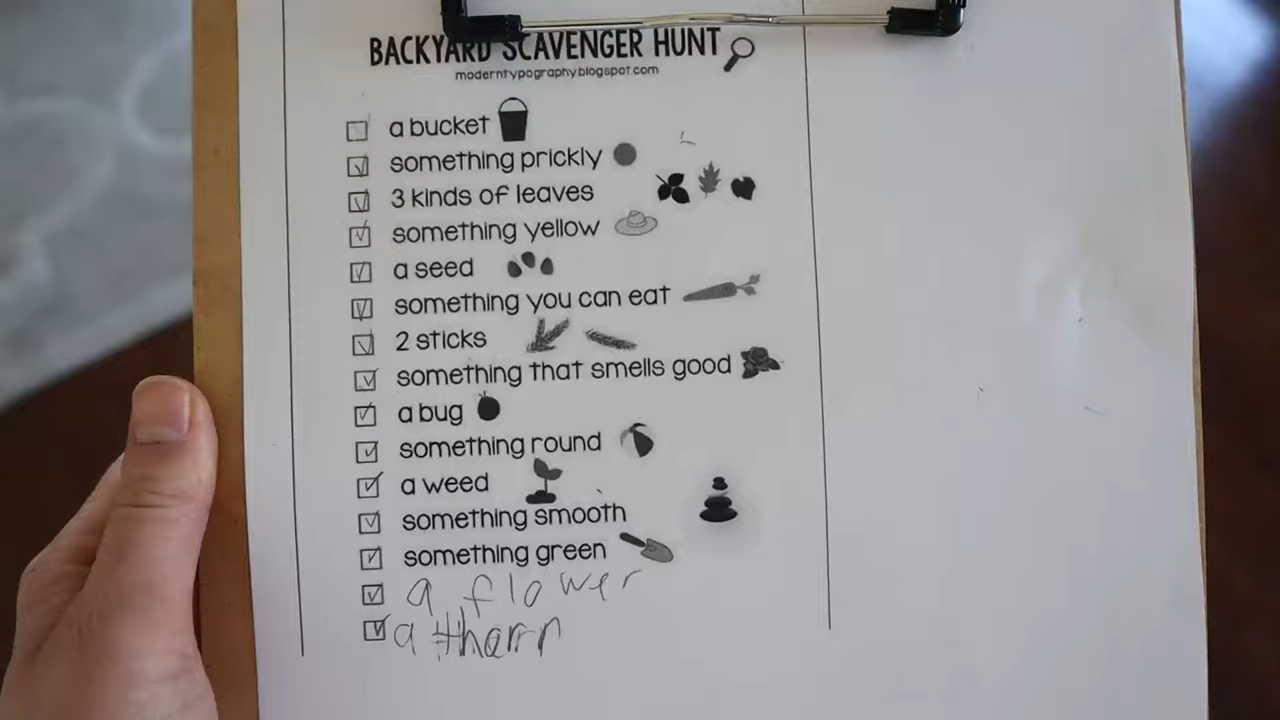 BACKYARD SCAVENGER HUNT
moderntypography.blogspot.com
a bucket
something prickly
3 kinds of leaves
something yellow
a seed
something you can eat
2 sticks
something that smells good
a bug
something round
a weed
something smooth
something green
a flower
a tharn